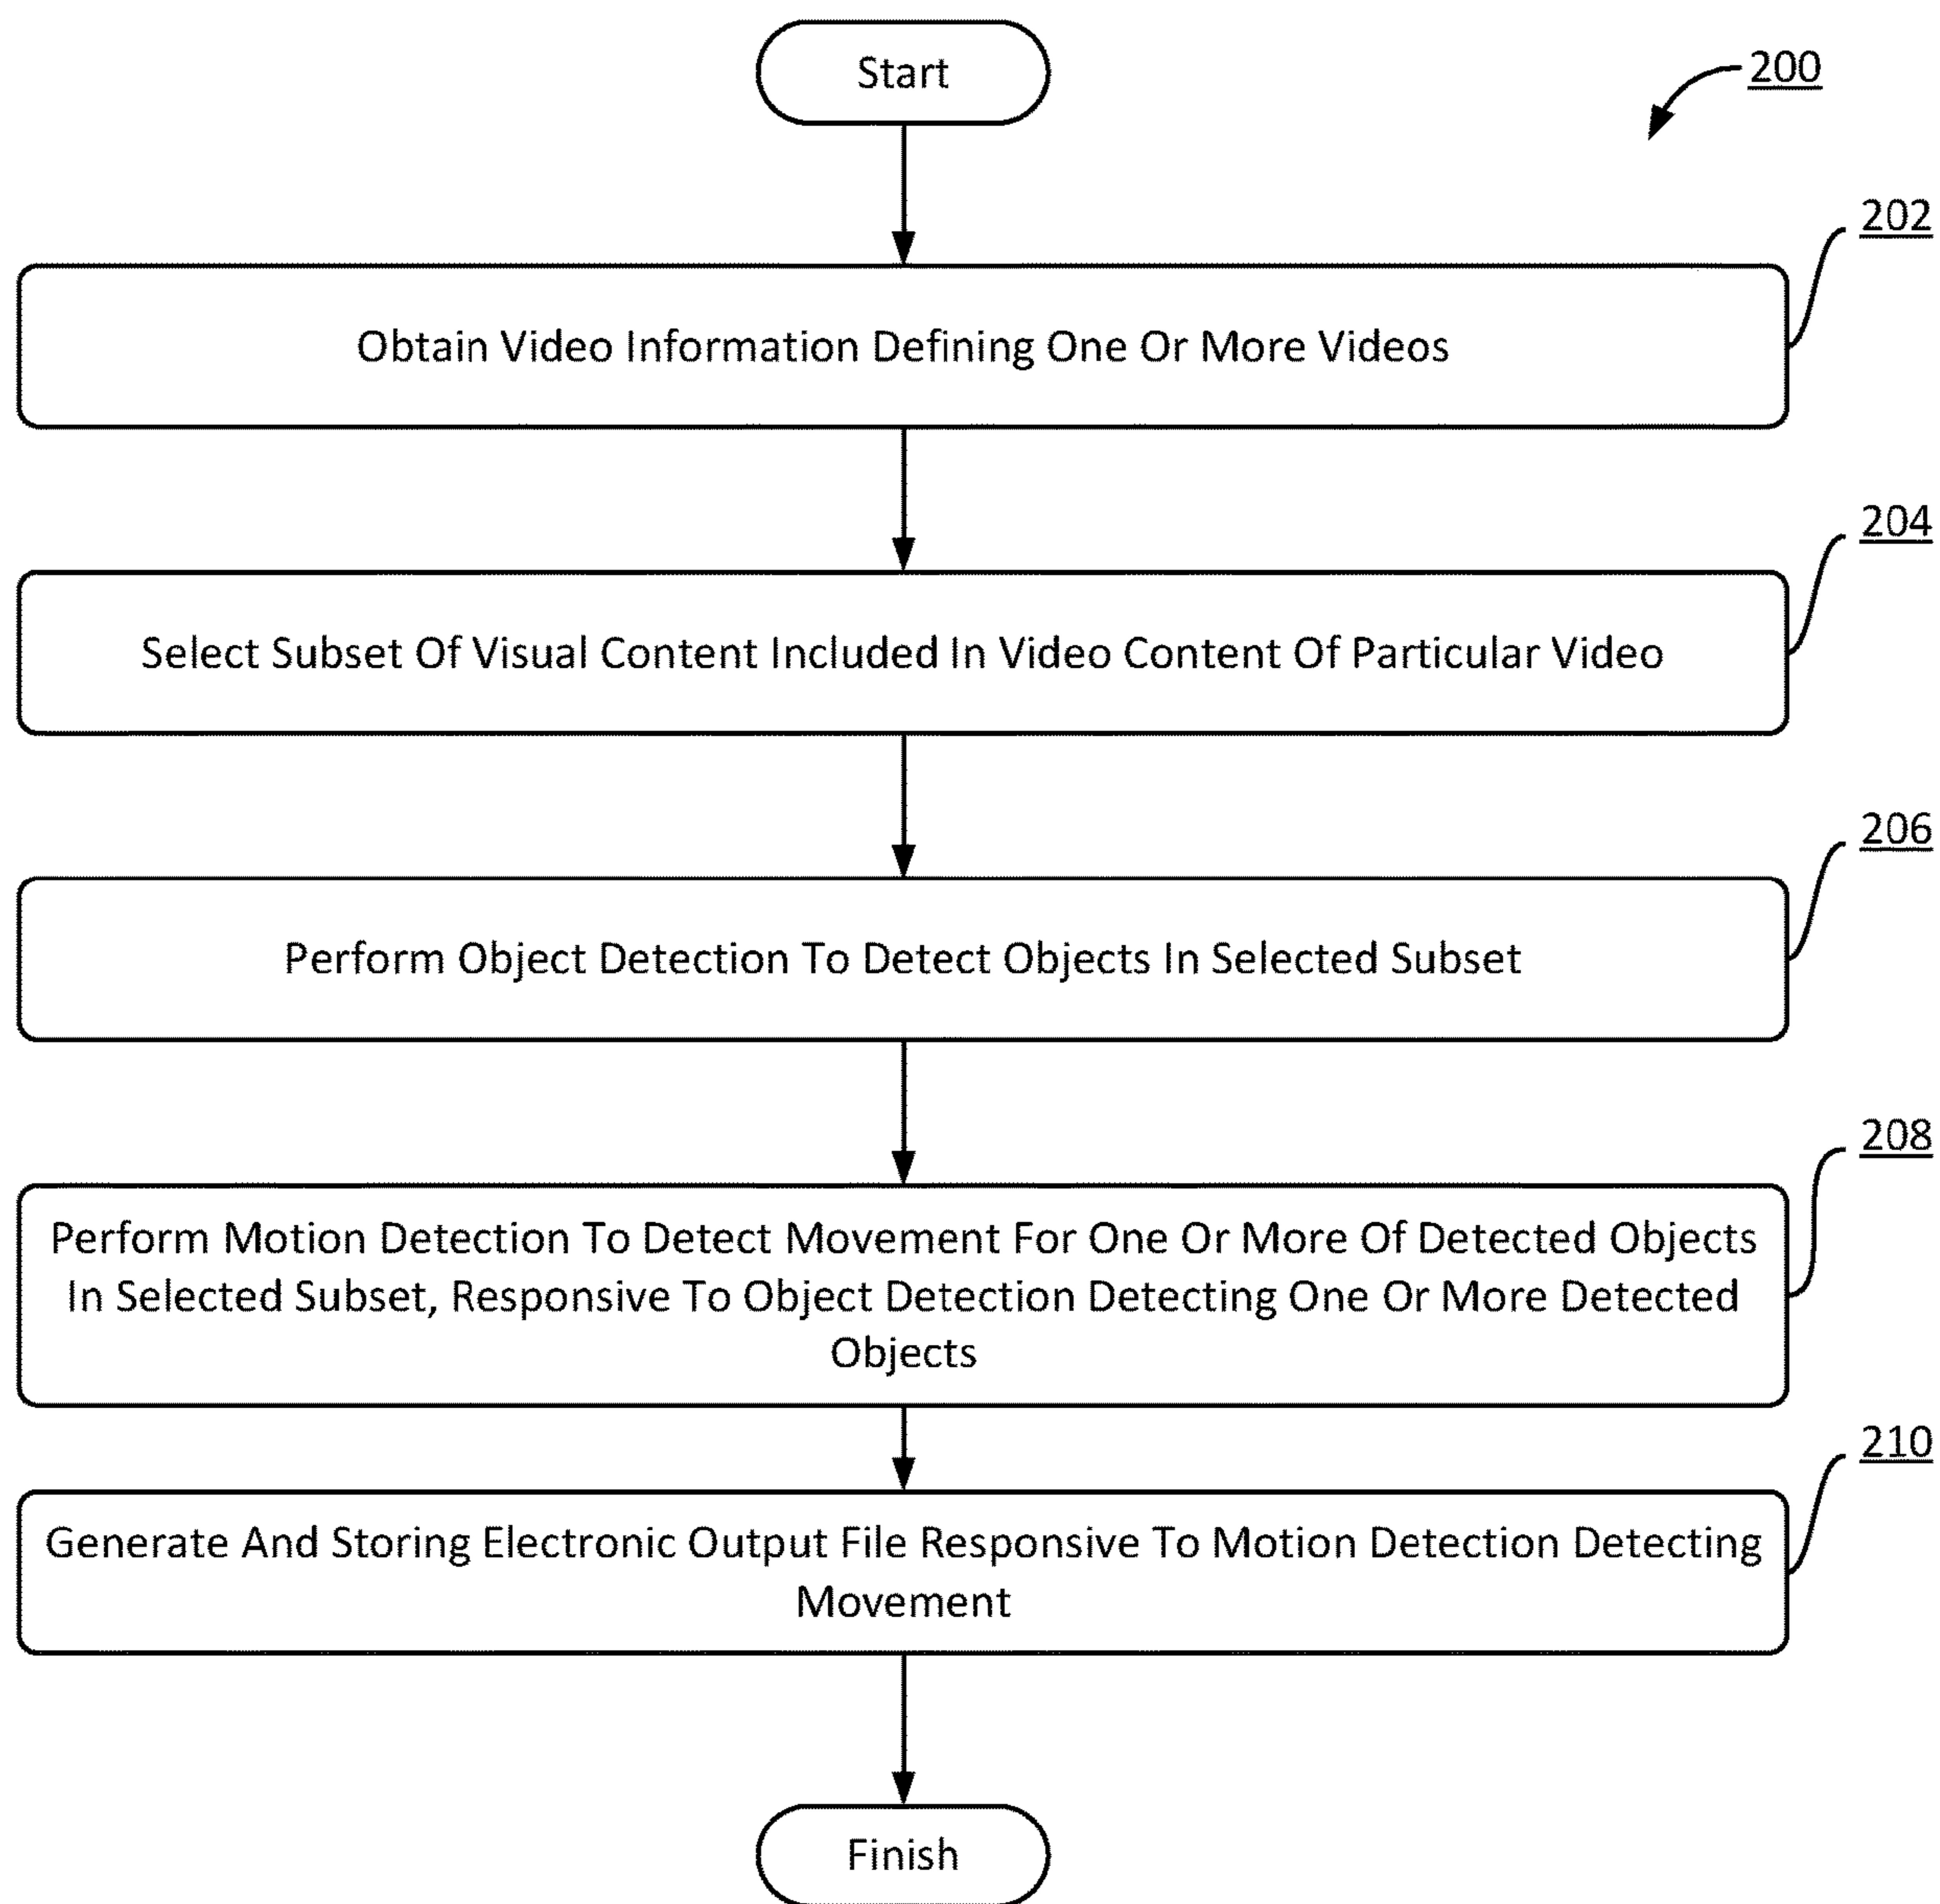 Start
200
202
Obtain Video Information Defining One Or More Videos
204
Select Subset Of Visual Content Included In Video Content Of Particular Video
206
Perform Object Detection To Detect Objects In Selected Subset
208
Perform Motion Detection To Detect Movement For One Or More Of Detected Objects
In Selected Subset, Responsive To Object Detection Detecting One Or More Detected
Objects
210
Generate And Storing Electronic Output File Responsive To Motion Detection Detecting
Movement
Finish